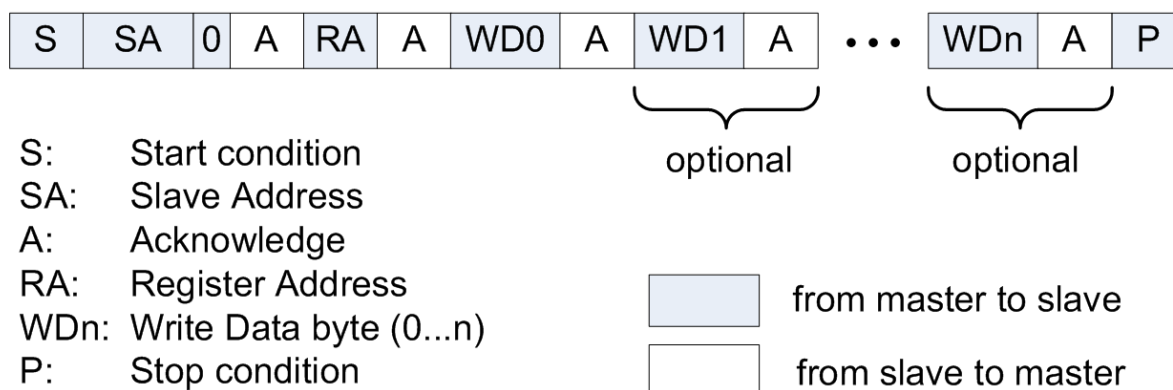 S SA 0 A RA A WD0 A WD1 A ••• WDn A P
optional optional
S: Start condition
SA: Slave Address
A: Acknowledge
RA: Register Address
WDn: Write Data byte (0...n)
P: Stop condition
from master to slave
from slave to master